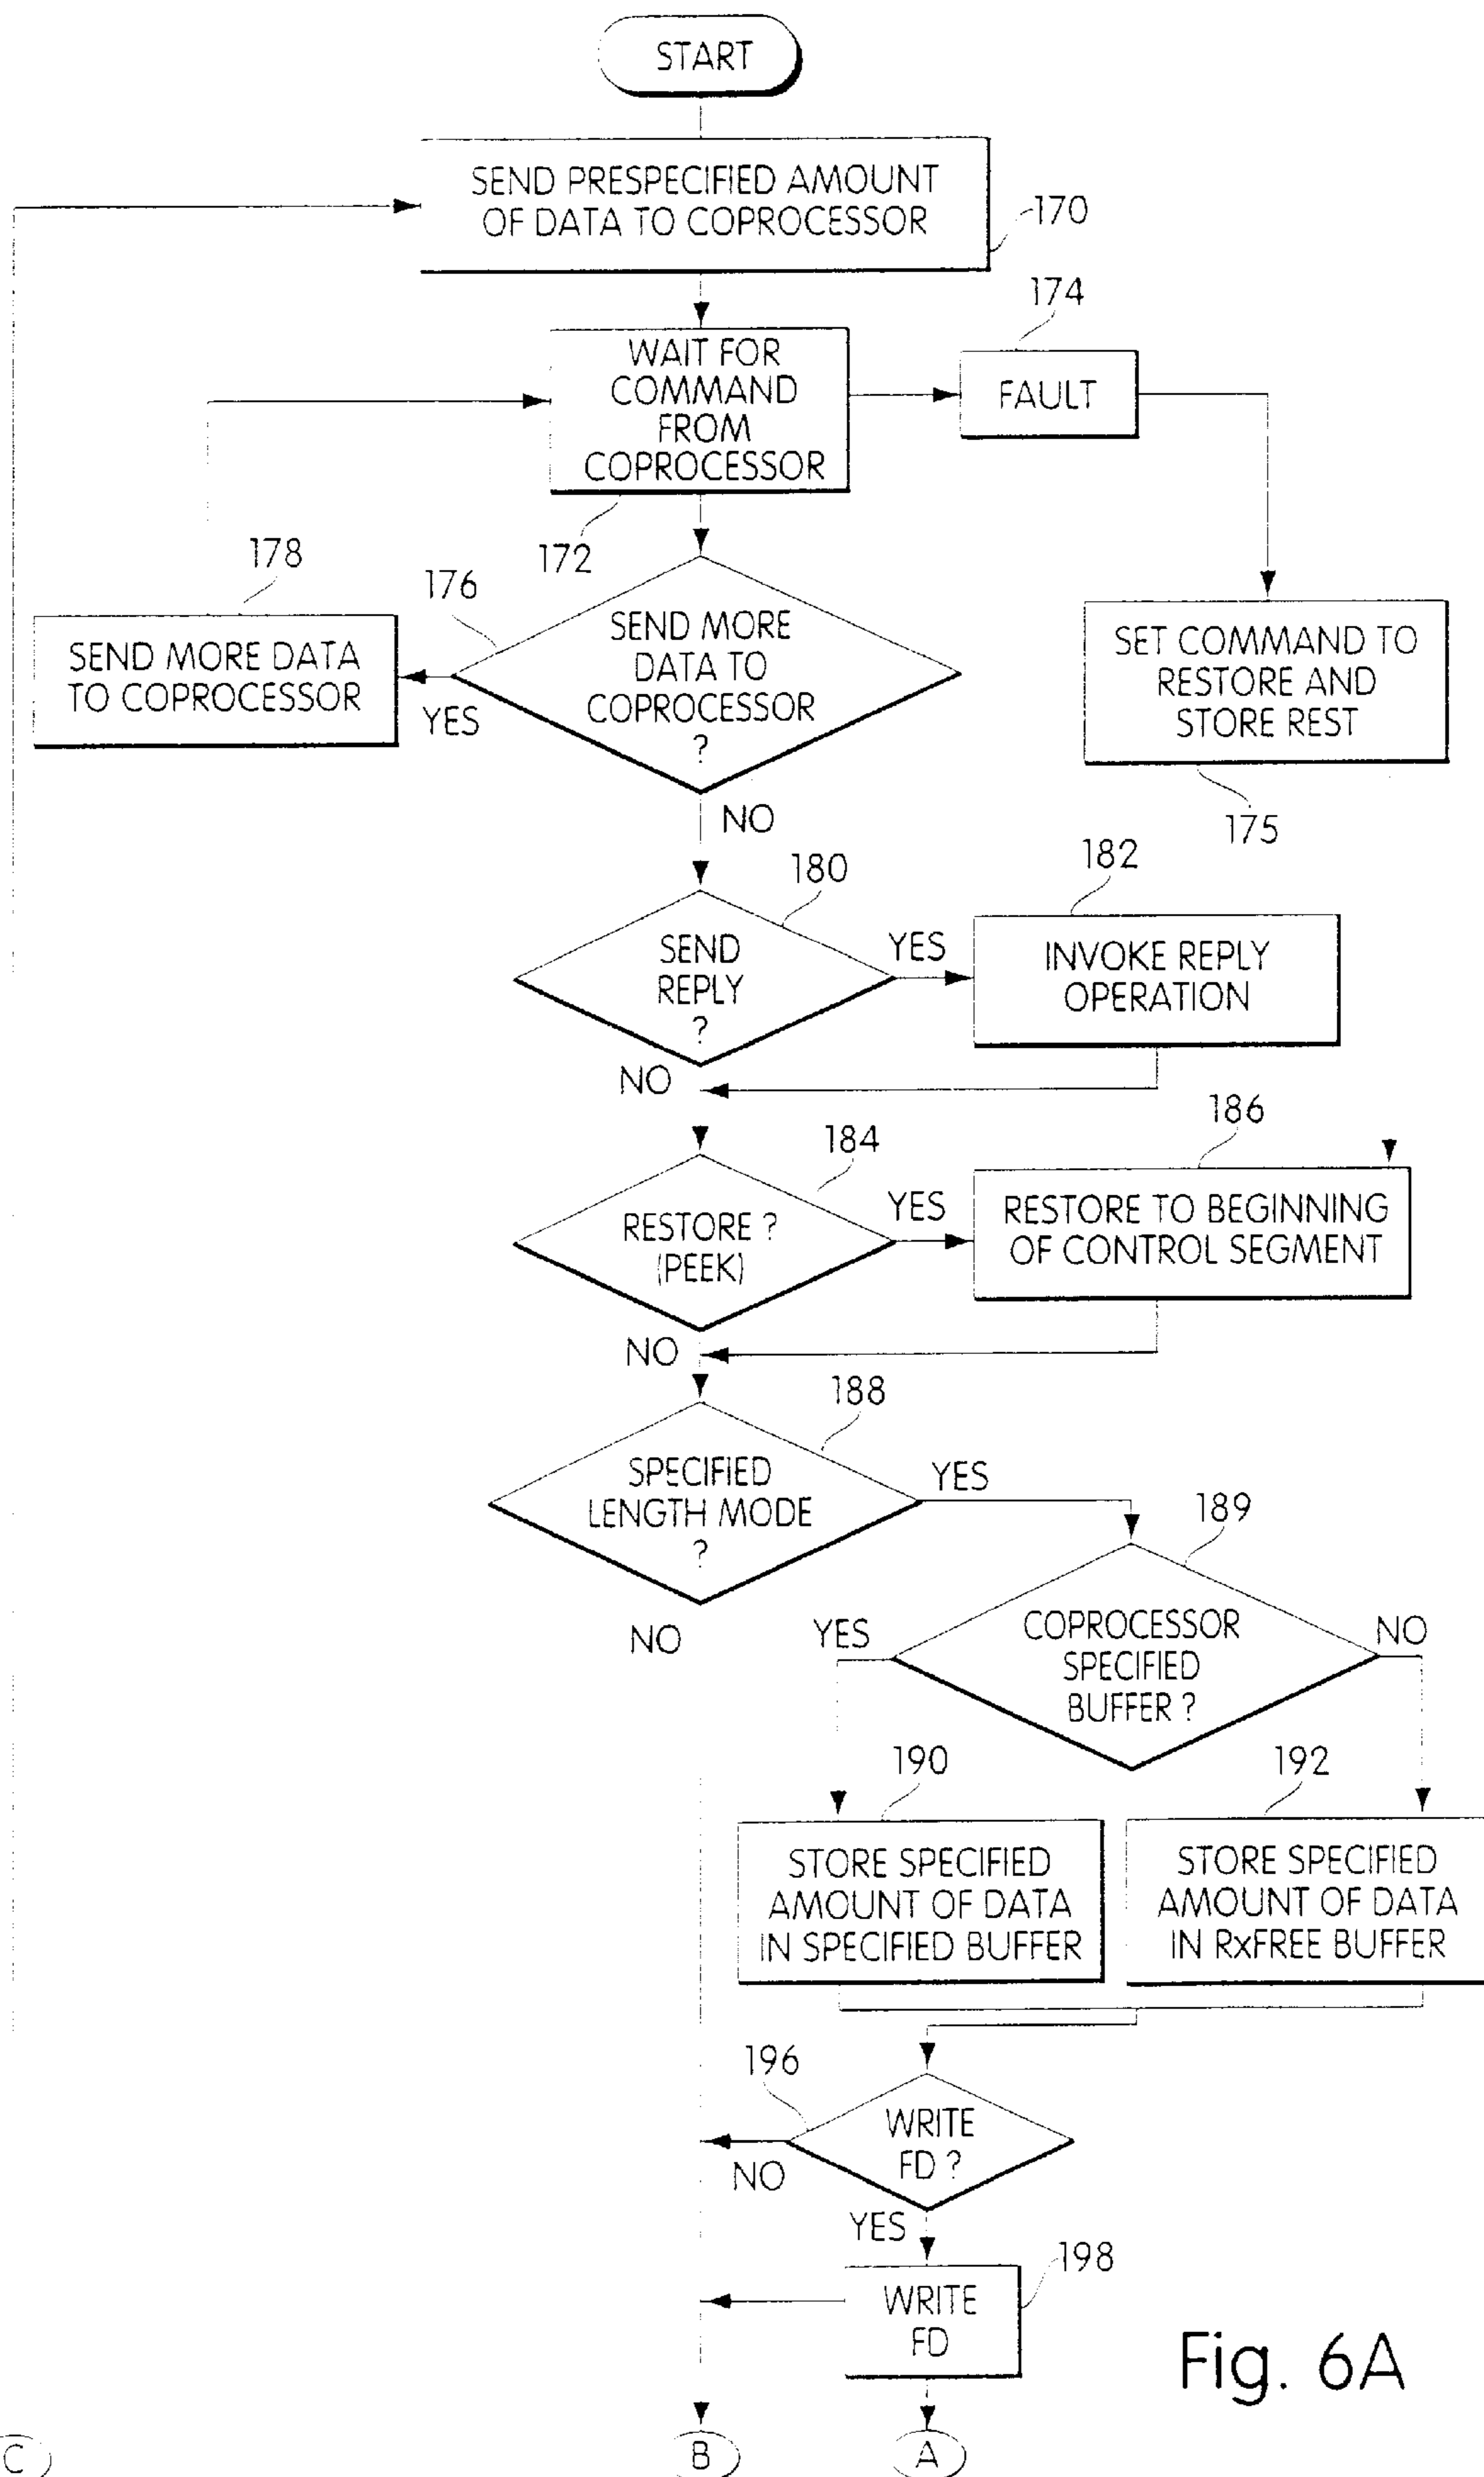 START
SEND PRESPECIFIED AMOUNT
OF DATA TO COPROCESSOR
170
174
WAIT FOR
COMMAND
FROM
COPROCESSOR
FAULT
172
178
176
SEND MORE DATA
TO COPROCESSOR
YES
SEND MORE
DATA TO
COPROCESSOR
?
SET COMMAND TO
RESTORE AND
STORE REST
175
NO
180
182
SEND
REPLY
?
YES
INVOKE REPLY
OPERATION
NO
184
186
RESTORE ?
(PEEK)
YES
RESTORE TO BEGINNING
OF CONTROL SEGMENT
NO
188
SPECIFIED
LENGTH MODE
?
YES
189
NO
YES
COPROCESSOR
SPECIFIED
BUFFER ?
NO
190
192
STORE SPECIFIED
AMOUNT OF DATA
IN SPECIFIED BUFFER
STORE SPECIFIED
AMOUNT OF DATA
IN RxFREE BUFFER
196
WRITE
FD ?
NO
YES
198
WRITE
FD
Fig. 6A
C
B
A